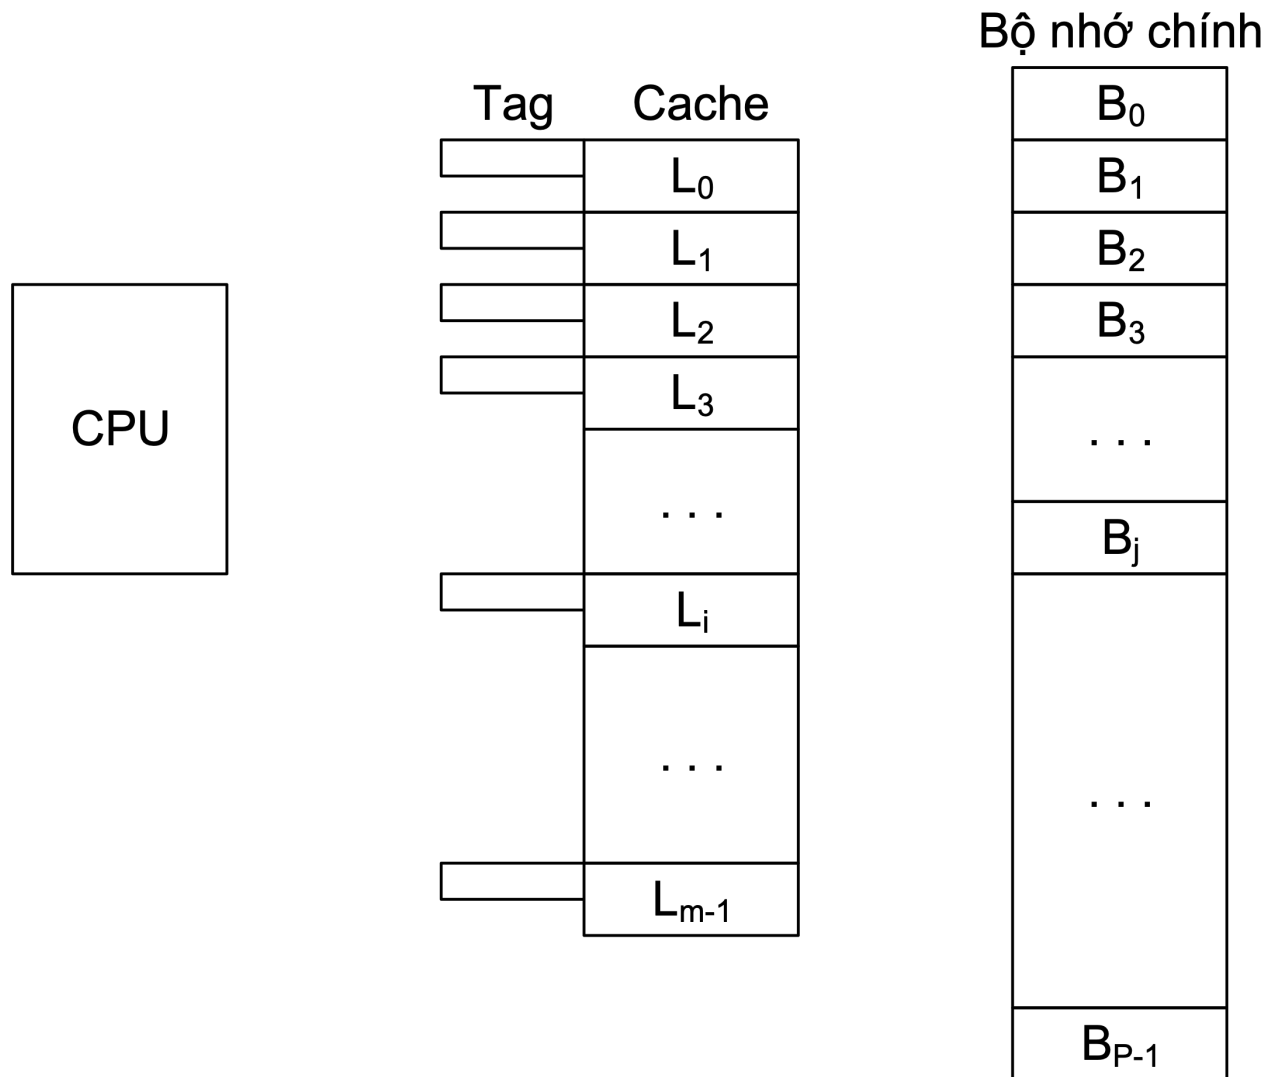 Bộ nhớ chính
Tag Cache
B₀
L₀
B₁
L₁
B₂
L₂
B₃
L₃
CPU
. . .
. . .
Bⱼ
Lᵢ
. . .
. . .
Lₘ₋₁
B_P-1